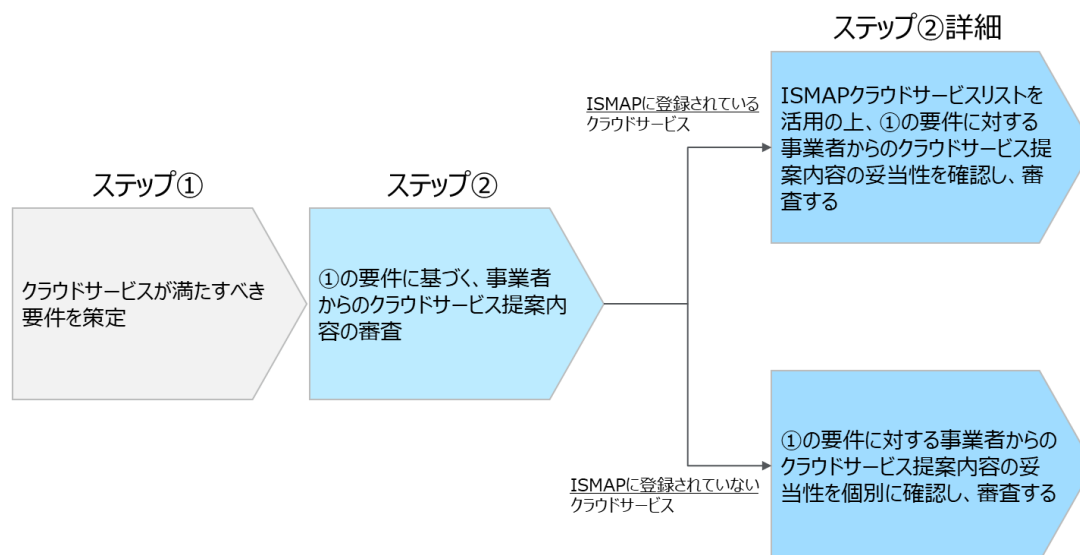 ステップ②詳細
ISMAPに登録されている
クラウドサービス
ISMAPクラウドサービスリストを
活用の上、①の要件に対する
事業者からのクラウドサービス提
案内容の妥当性を確認し、審査
する
ステップ①
クラウドサービスが満たすべき
要件を策定
ステップ②
①の要件に基づく、事業者
からのクラウドサービス提案内
容の審査
ISMAPに登録されていない
クラウドサービス
①の要件に対する事業者からの
クラウドサービス提案内容の妥
当性を個別に確認し、審査する